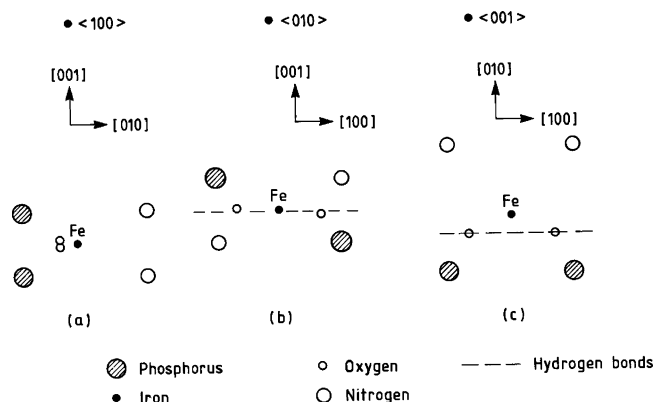 <100>
<010>
<001>
[001]
[010]
[001]
[100]
[010]
[100]
Fe
Fe
Fe
(a)
(b)
(c)
Phosphorus
Oxygen
Hydrogen bonds
Iron
Nitrogen